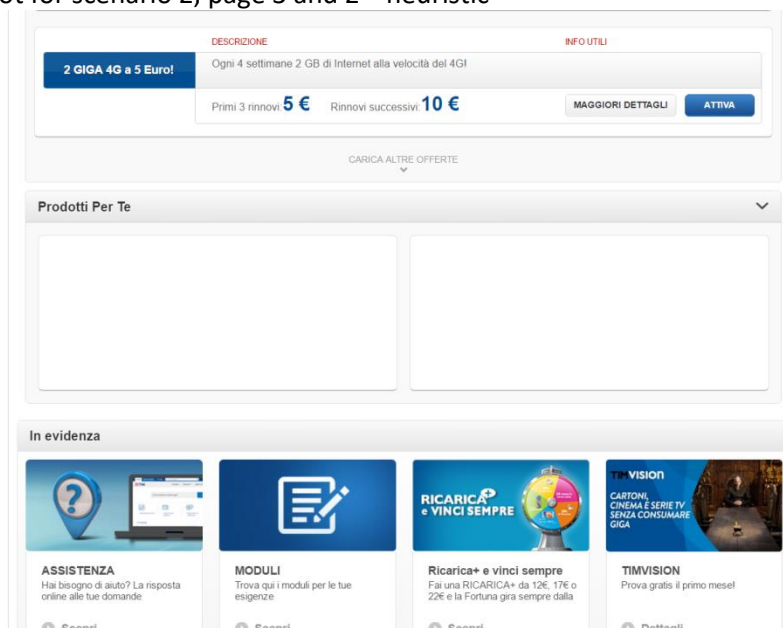 ot for scenario 2, page 3 and 2 heuristic
DESCRIZIONE
INFO UTILI
2 GIGA 4G a 5 Euro!
Ogni 4 settimane 2 GB di Internet alla velocità del 4G!
Primi 3 rinnovi: 5 €
Rinnovi successivi: 10 €
MAGGIORI DETTAGLI
ATTIVA
CARICA ALTRE OFFERTE
Prodotti Per Te
In evidenza
RICARICA+
e VINCI SEMPRE
TIMVISION
CARTONI,
CINEMA E SERIE TV
SENZA CONSUMARE
GIGA
ASSISTENZA
Hai bisogno di aiuto? La risposta
online alle tue domande
Scopri
MODULI
Trova qui i moduli per le tue
esigenze
Scopri
Ricarica+ e vinci sempre
Fai una RICARICA+ da 12€, 17€ o
22€ e la Fortuna gira sempre dalla
Scopri
TIMVISION
Prova gratis il primo mese!
Dettagli